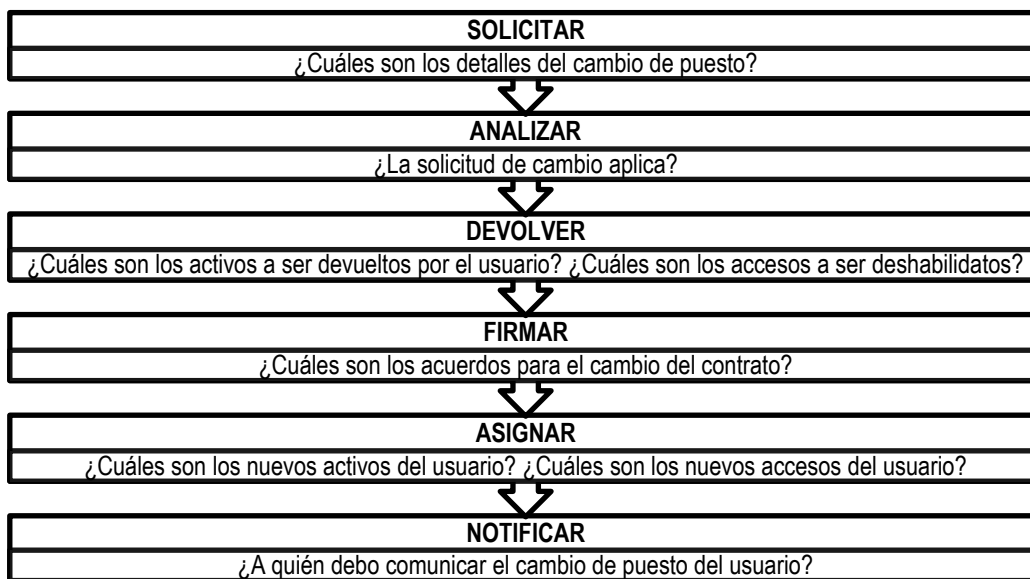 SOLICITAR
¿Cuáles son los detalles del cambio de puesto?
ANALIZAR
¿La solicitud de cambio aplica?
DEVOLVER
¿Cuáles son los activos a ser devueltos por el usuario? ¿Cuáles son los accesos a ser deshabilidatos?
FIRMAR
¿Cuáles son los acuerdos para el cambio del contrato?
ASIGNAR
¿Cuáles son los nuevos activos del usuario? ¿Cuáles son los nuevos accesos del usuario?
NOTIFICAR
¿A quién debo comunicar el cambio de puesto del usuario?